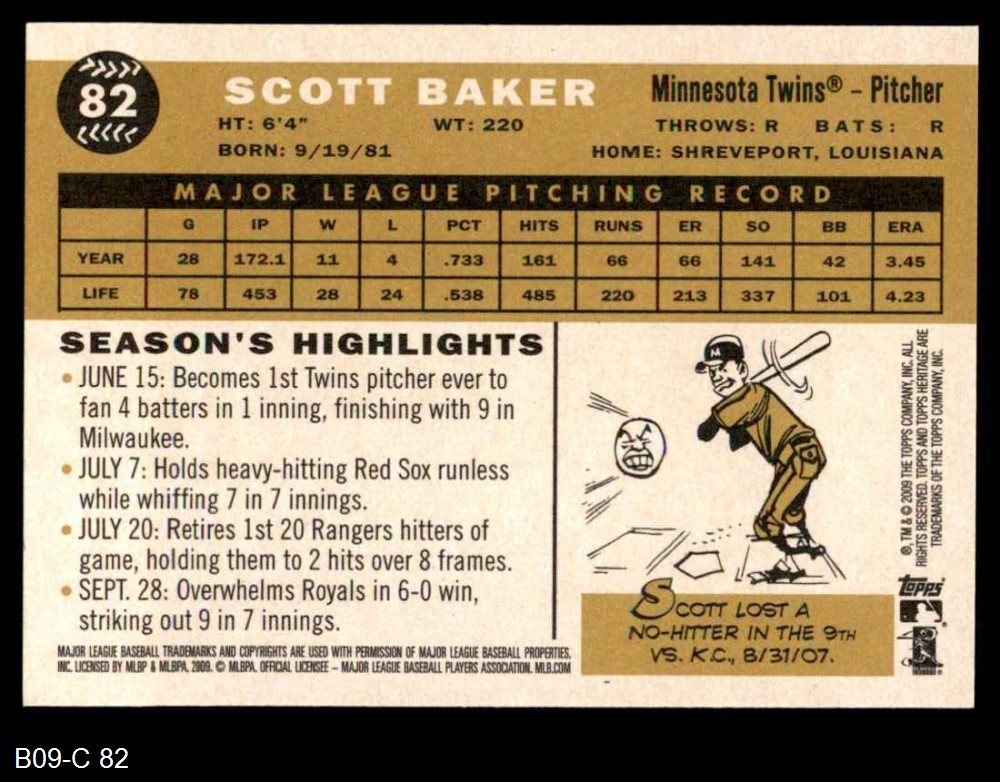 82
SCOTT BAKER
Minnesota Twins® – Pitcher
HT: 6'4"
WT: 220
THROWS: R BATS: R
BORN: 9/19/81
HOME: SHREVEPORT, LOUISIANA
MAJOR LEAGUE PITCHING RECORD
G IP W L PCT HITS RUNS ER SO BB ERA
YEAR 28 172.1 11 4 .733 161 66 66 141 42 3.45
LIFE 78 453 28 24 .538 485 220 213 337 101 4.23
SEASON'S HIGHLIGHTS
• JUNE 15: Becomes 1st Twins pitcher ever to
fan 4 batters in 1 inning, finishing with 9 in
Milwaukee.
• JULY 7: Holds heavy-hitting Red Sox runless
while whiffing 7 in 7 innings.
• JULY 20: Retires 1st 20 Rangers hitters of
game, holding them to 2 hits over 8 frames.
• SEPT. 28: Overwhelms Royals in 6-0 win,
striking out 9 in 7 innings.
MAJOR LEAGUE BASEBALL TRADEMARKS AND COPYRIGHTS ARE USED WITH PERMISSION OF MAJOR LEAGUE BASEBALL PROPERTIES,
INC. LICENSED BY MLBP & MLBPA, 2009. © MLBPA. OFFICIAL LICENSEE – MAJOR LEAGUE BASEBALL PLAYERS ASSOCIATION. MLB.COM
M
SCOTT LOST A
NO-HITTER IN THE 9TH
VS. K.C., 8/31/07.
®, TM & © 2009 THE TOPPS COMPANY, INC. ALL
RIGHTS RESERVED. TOPPS AND TOPPS HERITAGE ARE
TRADEMARKS OF THE TOPPS COMPANY, INC.
topps
B09-C 82